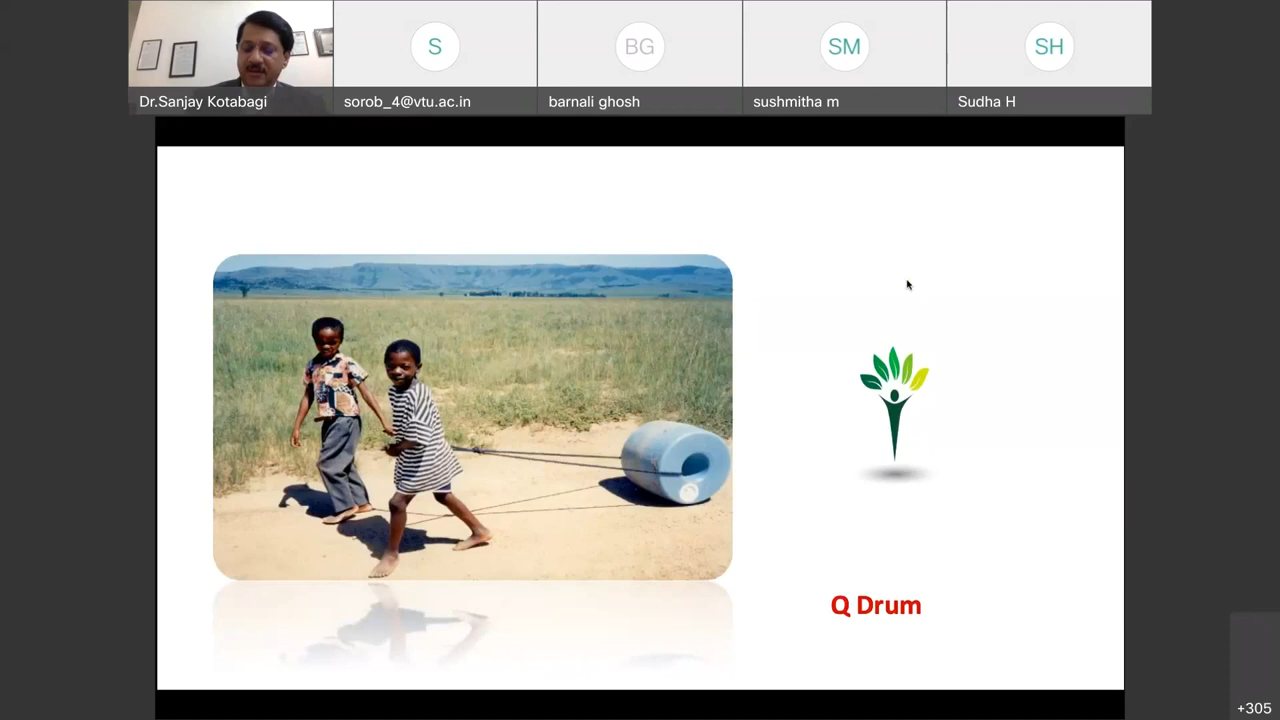 S
BG
SM
SH
Dr.Sanjay Kotabagi
sorob_4@vtu.ac.in
barnali ghosh
sushmitha m
Sudha H
Q Drum
+305